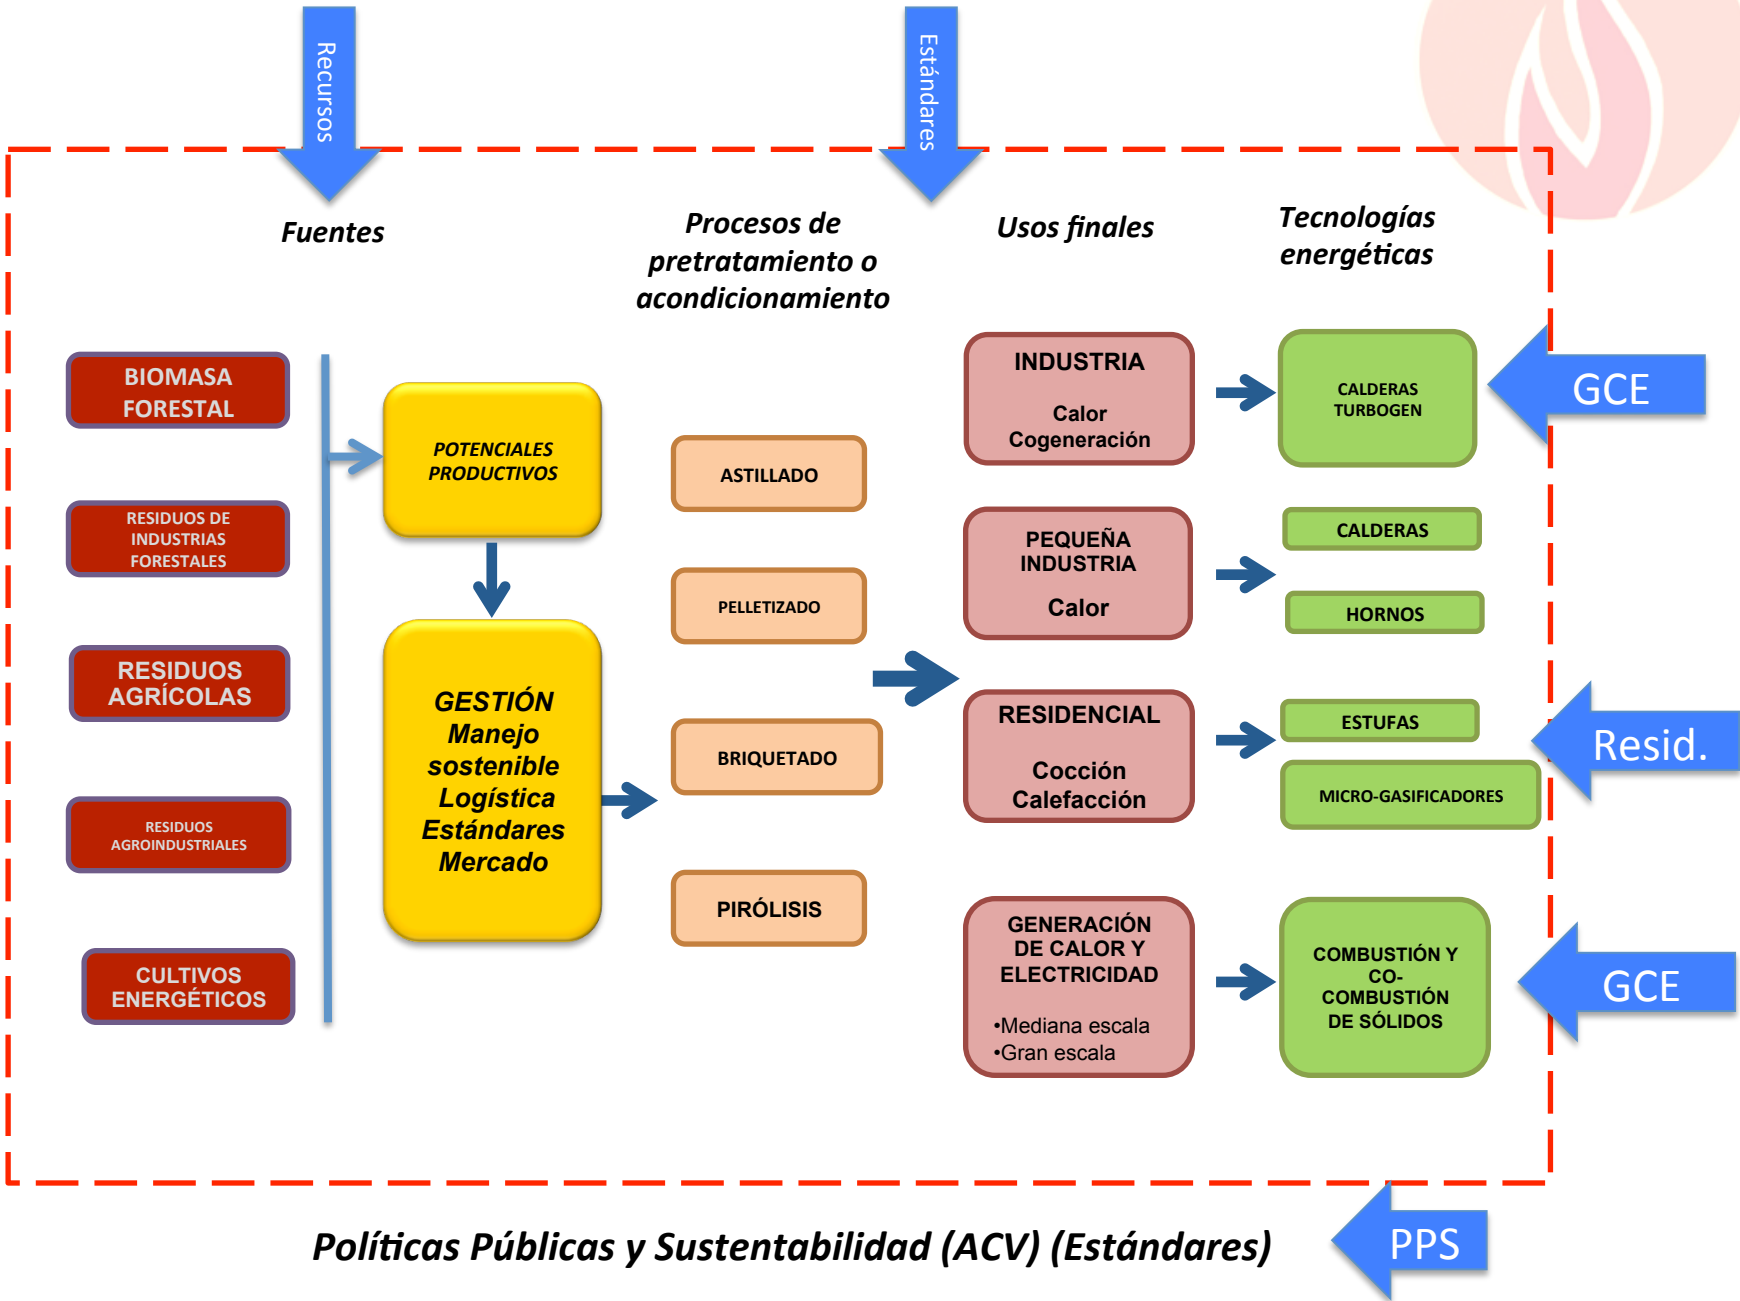 Recursos
Estándares
Fuentes
Procesos de
pretratamiento o
acondicionamiento
Usos finales
Tecnologías
energéticas
BIOMASA
FORESTAL
RESIDUOS DE
INDUSTRIAS
FORESTALES
RESIDUOS
AGRÍCOLAS
RESIDUOS
AGROINDUSTRIALES
CULTIVOS
ENERGÉTICOS
POTENCIALES
PRODUCTIVOS
GESTIÓN
Manejo
sostenible
Logística
Estándares
Mercado
ASTILLADO
PELLETIZADO
BRIQUETADO
PIRÓLISIS
INDUSTRIA
Calor
Cogeneración
PEQUEÑA
INDUSTRIA
Calor
RESIDENCIAL
Cocción
Calefacción
GENERACIÓN
DE CALOR Y
ELECTRICIDAD
•Mediana escala
•Gran escala
CALDERAS
TURBOGEN
CALDERAS
HORNOS
ESTUFAS
MICRO-GASIFICADORES
COMBUSTIÓN Y
CO-
COMBUSTIÓN
DE SÓLIDOS
GCE
Resid.
GCE
Políticas Públicas y Sustentabilidad (ACV) (Estándares)
PPS